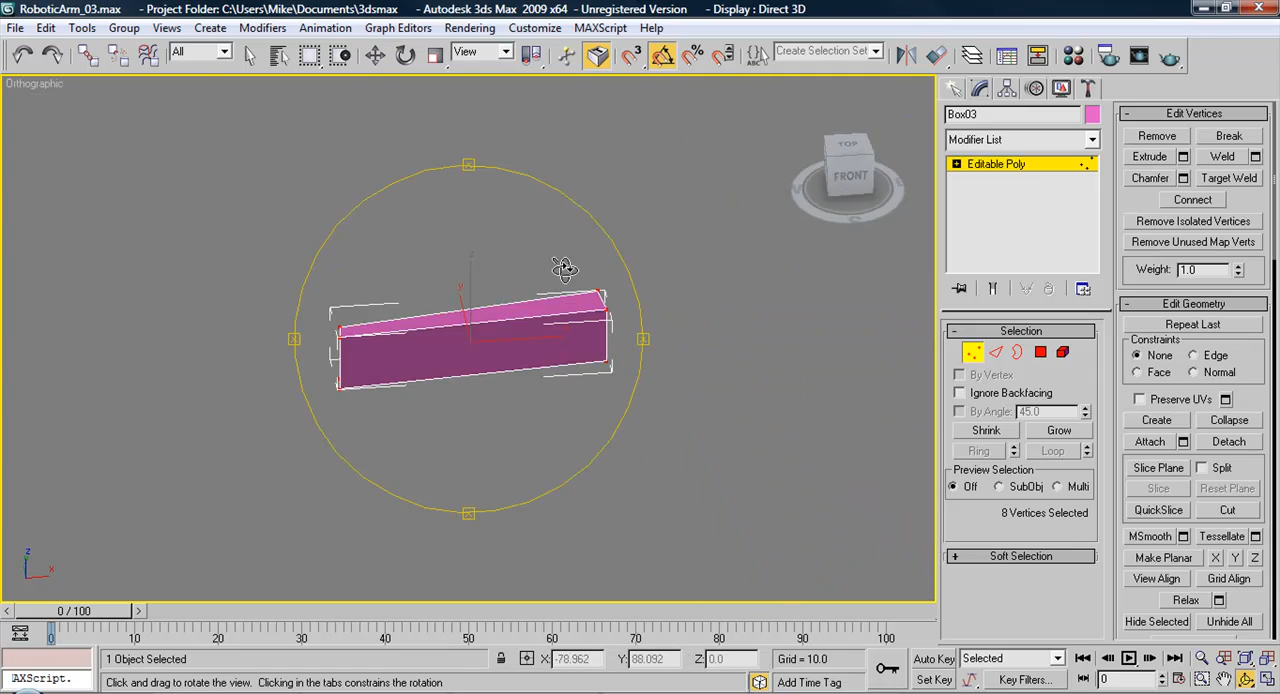 RoboticArm_03.max - Project Folder: C:\Users\Mike\Documents\3dsmax - Autodesk 3ds Max 2009 x64 - Unregistered Version - Display : Direct 3D
File Edit Tools Group Views Create Modifiers Animation Graph Editors Rendering Customize MAXScript Help
All View 3 Create Selection Set
Orthographic
TOP
FRONT
z
y
z
x
Box03
Modifier List
Editable Poly
Edit Vertices
Remove Break
Extrude Weld
Chamfer Target Weld
Connect
Remove Isolated Vertices
Remove Unused Map Verts
Weight: 1.0
Selection
By Vertex
Ignore Backfacing
By Angle: 45.0
Shrink Grow
Ring Loop
Preview Selection
Off SubObj Multi
8 Vertices Selected
Soft Selection
Edit Geometry
Repeat Last
Constraints
None Edge
Face Normal
Preserve UVs
Create Collapse
Attach Detach
Slice Plane Split
Slice Reset Plane
QuickSlice Cut
MSmooth Tessellate
Make Planar X Y Z
View Align Grid Align
Relax
Hide Selected Unhide All
0 / 100
0 10 20 30 40 50 60 70 80 90 100
1 Object Selected X: -78.962 Y: 88.092 Z: 0.0 Grid = 10.0 Auto Key Selected
AXScript. Click and drag to rotate the view. Clicking in the tabs constrains the rotation Add Time Tag Set Key Key Filters... 0